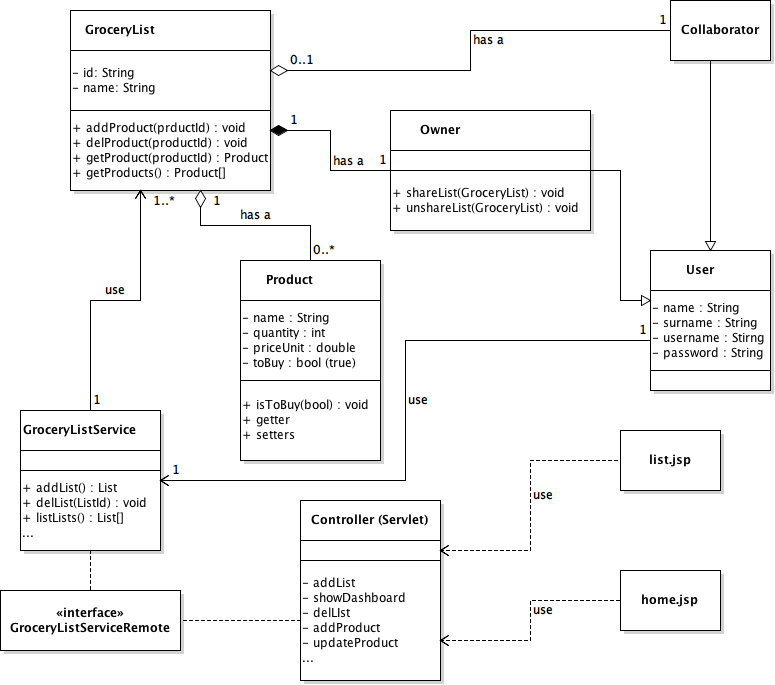 GroceryList
- id: String
- name: String
+ addProduct(prductId) : void
+ delProduct(productId) : void
+ getProduct(productId) : Product
+ getProducts() : Product[]
0..1
has a
1
Collaborator
1
has a
1
Owner
+ shareList(GroceryList) : void
+ unshareList(GroceryList) : void
1..*
1
has a
0..*
use
1
Product
- name : String
- quantity : int
- priceUnit : double
- toBuy : bool (true)
+ isToBuy(bool) : void
+ getter
+ setters
User
- name : String
- surname : String
- username : Stirng
- password : String
1
use
1
GroceryListService
+ addList() : List
+ delList(ListId) : void
+ listLists() : List[]
...
«interface»
GroceryListServiceRemote
Controller (Servlet)
- addList
- showDashboard
- delLIst
- addProduct
- updateProduct
...
list.jsp
use
home.jsp
use